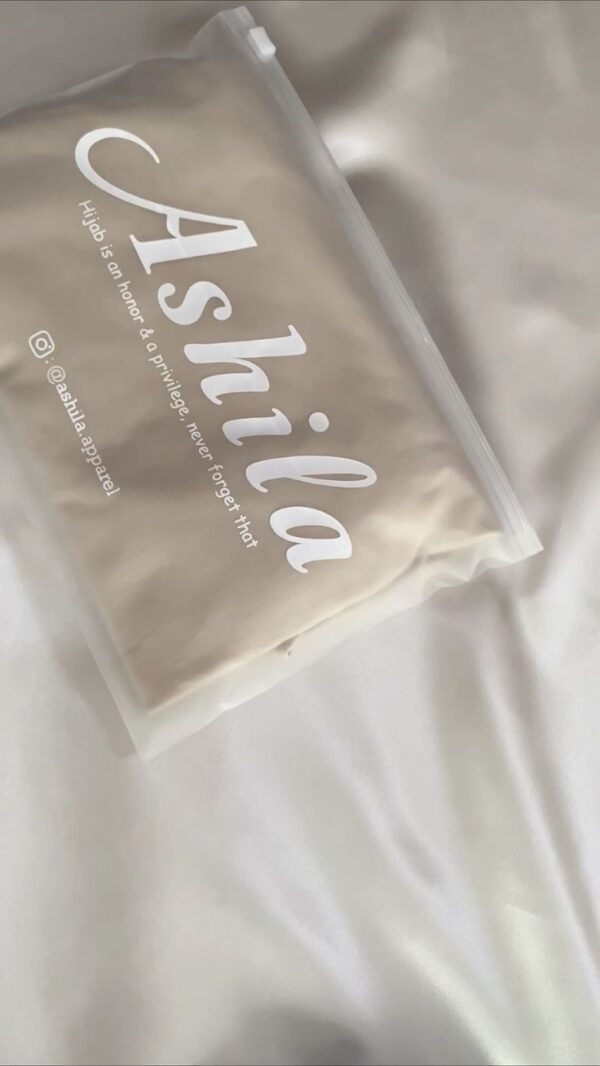 Ashila
Hijab is an honor & a privilege, never forget that
: @ashila.apparel